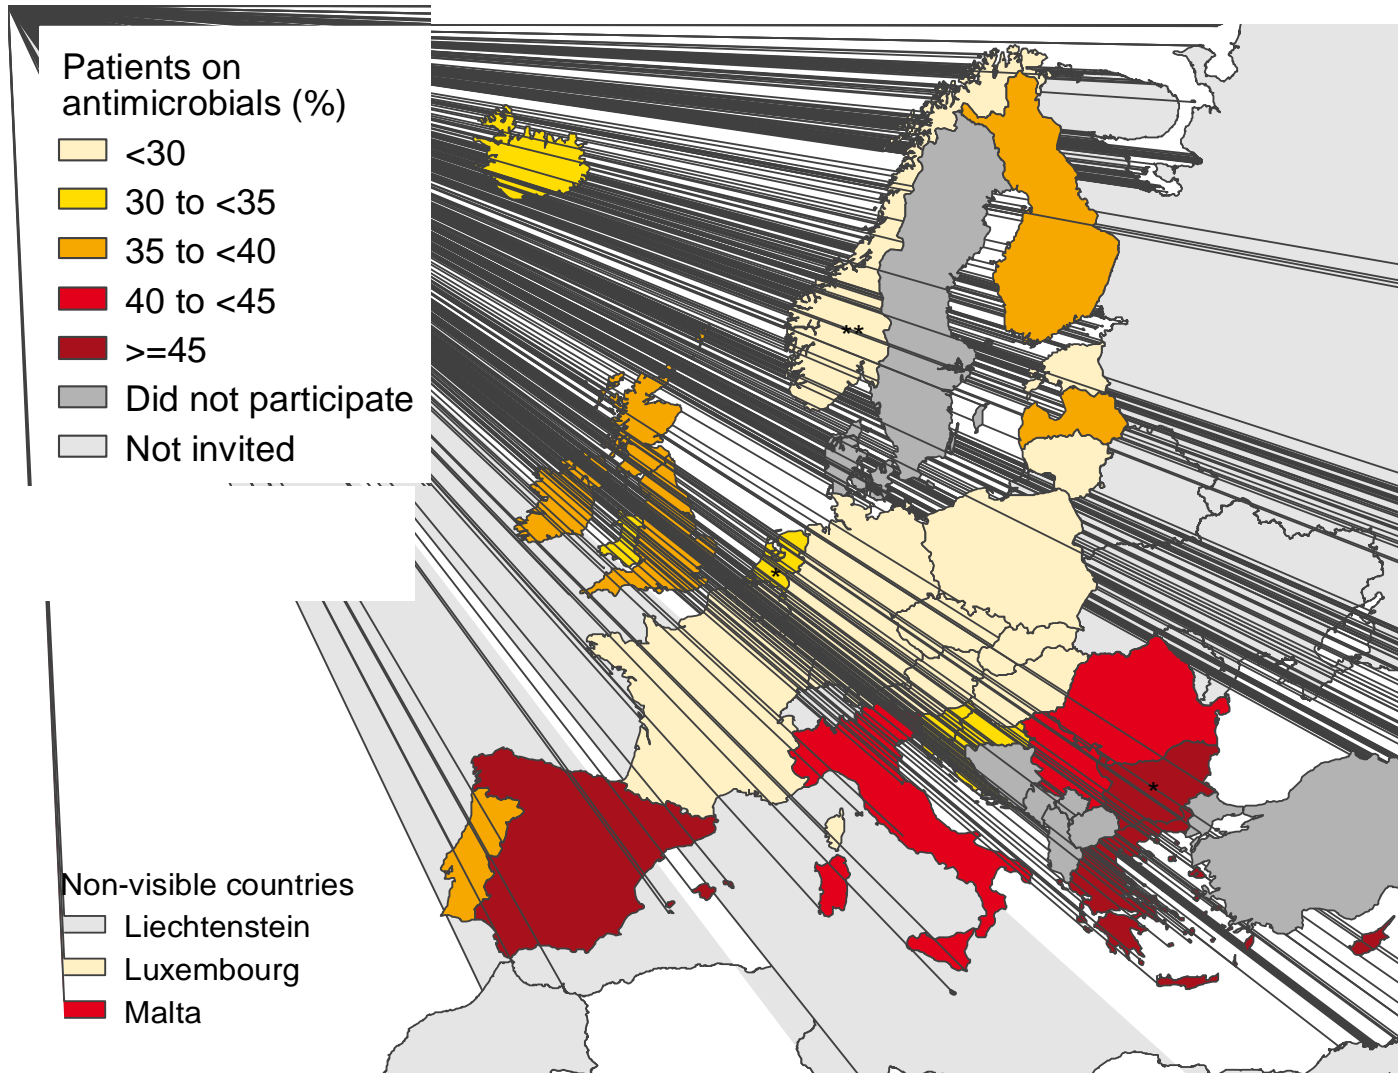 Patients on
antimicrobials (%)
<30
30 to <35
35 to <40
40 to <45
>=45
Did not participate
Not invited
**
*
*
Non-visible countries
Liechtenstein
Luxembourg
Malta